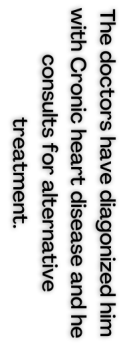 The doctors have diagonized him
with Cronic heart disease and he
consults for alternative
treatment.